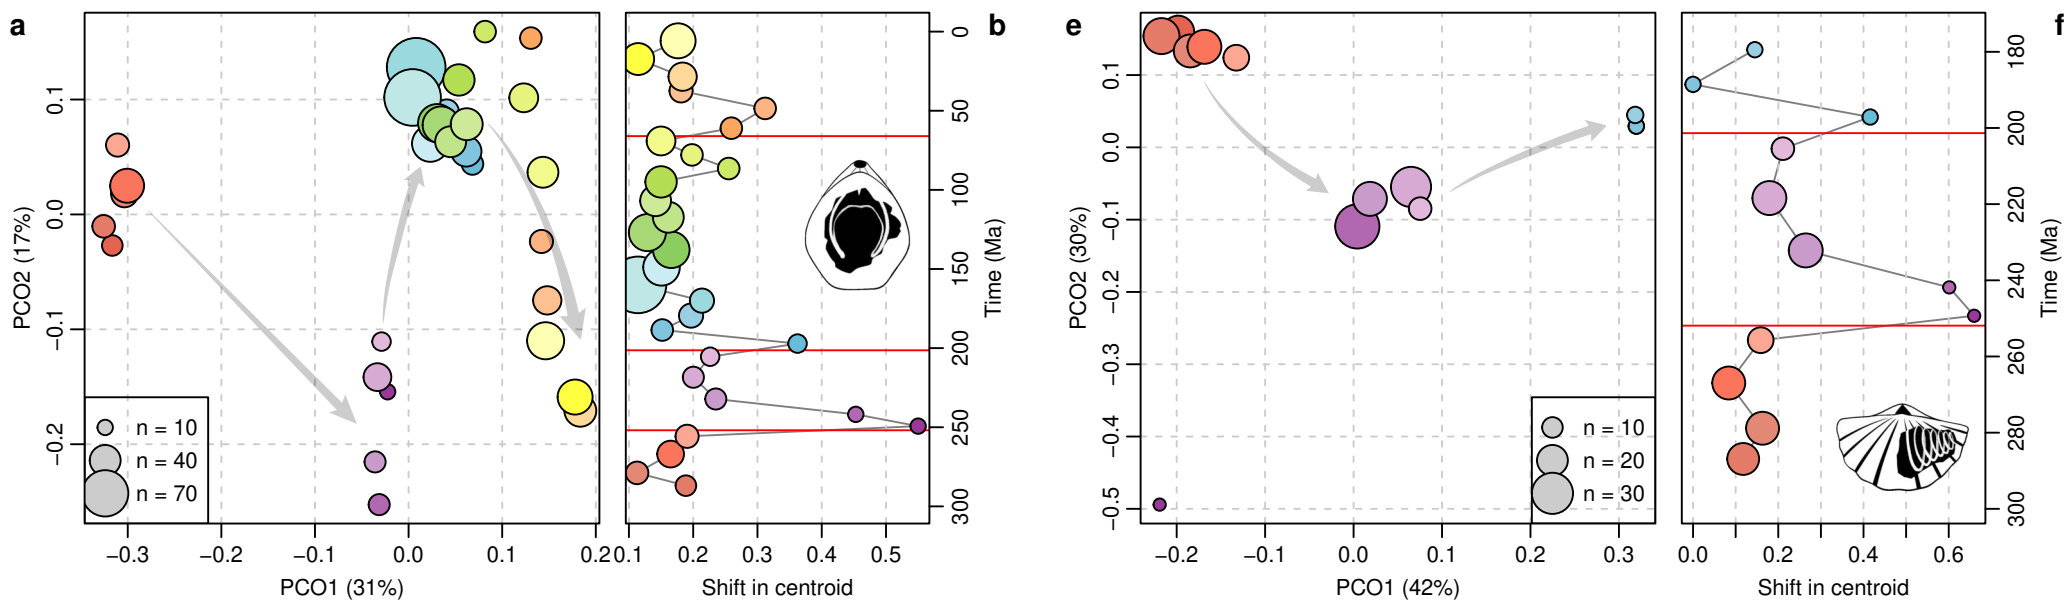 a
0.1
0.0
−0.1
−0.2
PCO2 (17%)
n = 10
n = 40
n = 70
−0.3 −0.2 −0.1 0.0 0.1 0.2
PCO1 (31%)
b
0
50
100
150
200
250
300
Time (Ma)
0.1 0.2 0.3 0.4 0.5
Shift in centroid
e
0.1
0.0
−0.1
−0.2
−0.3
−0.4
−0.5
PCO2 (30%)
n = 10
n = 20
n = 30
−0.2 −0.1 0.0 0.1 0.2 0.3
PCO1 (42%)
f
180
200
220
240
260
280
300
Time (Ma)
0.0 0.2 0.4 0.6
Shift in centroid